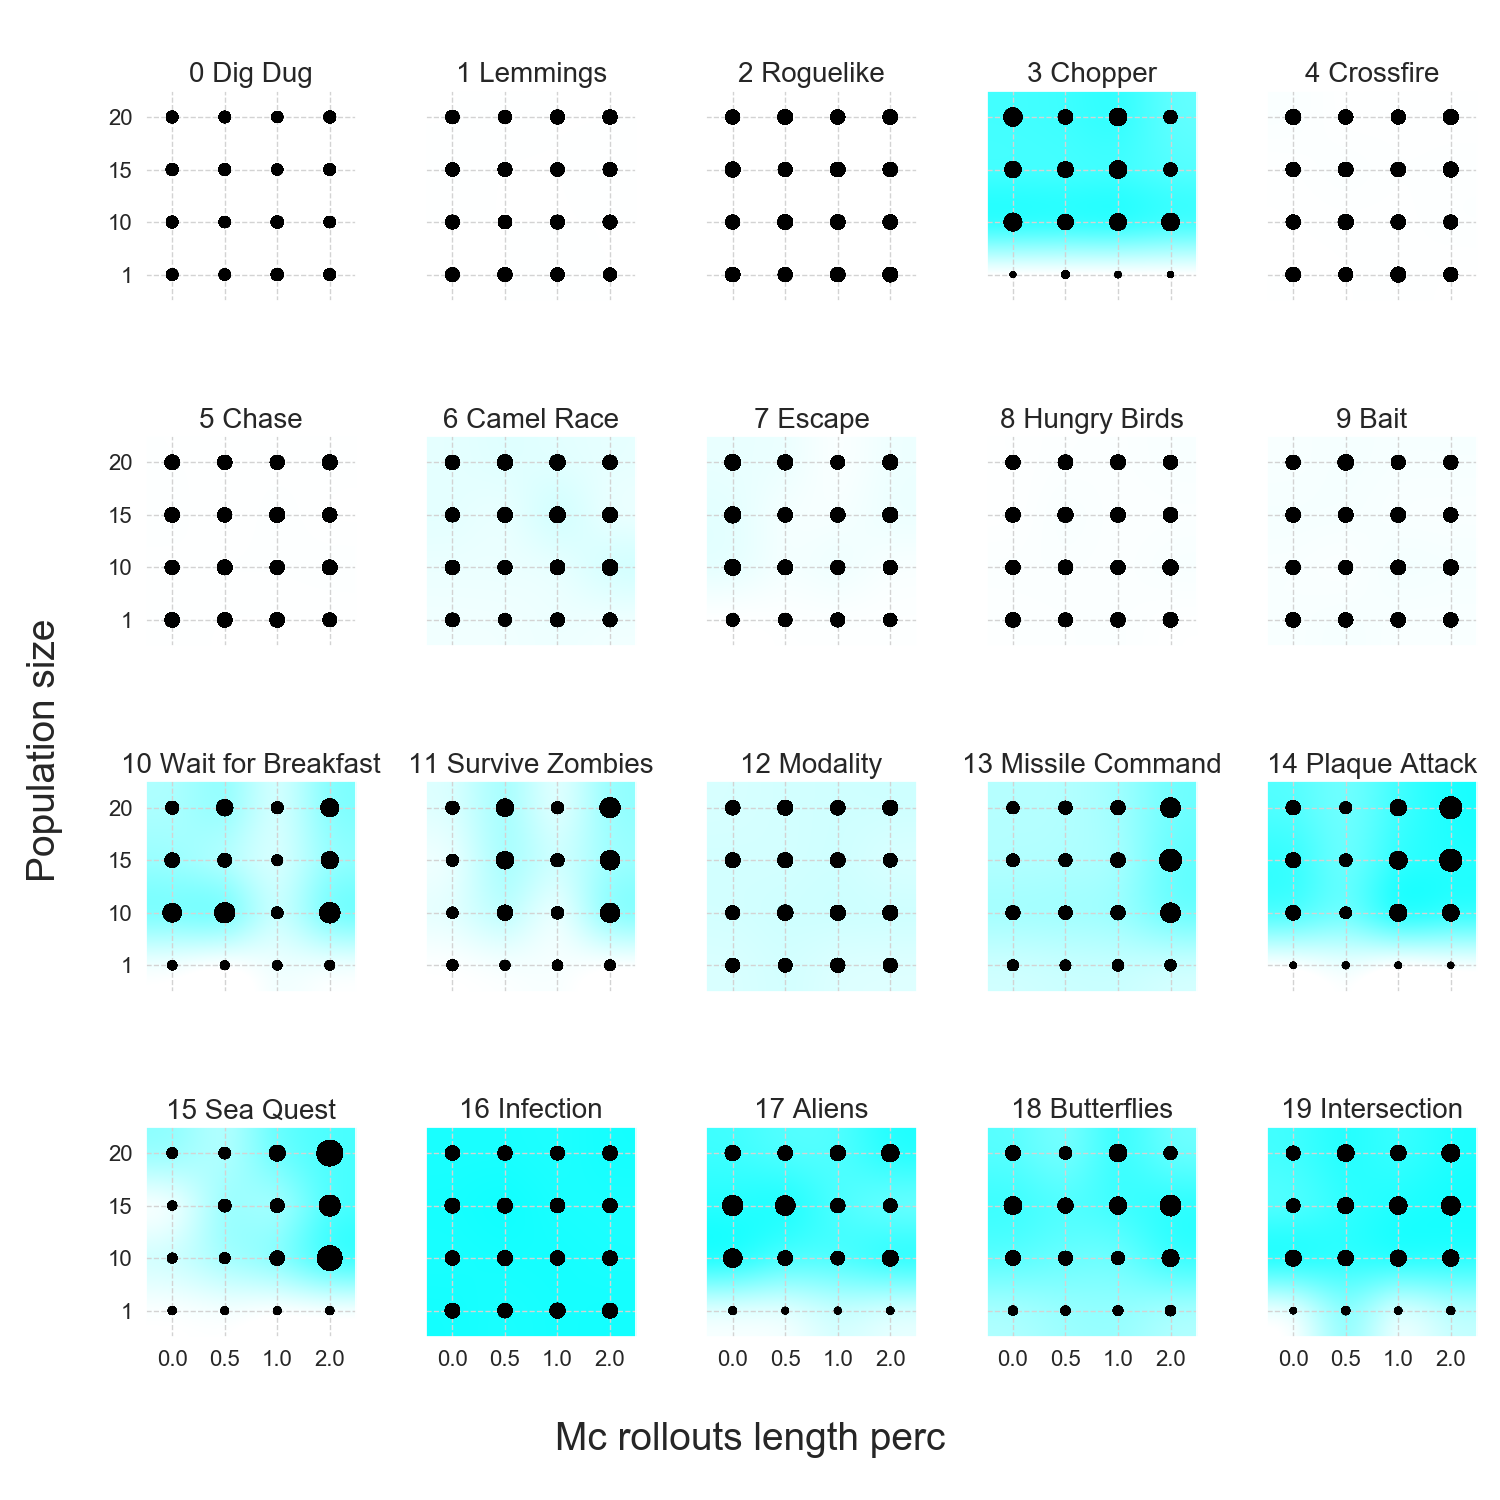 0 Dig Dug
1 Lemmings
2 Roguelike
3 Chopper
4 Crossfire
20
15
10
1
5 Chase
6 Camel Race
7 Escape
8 Hungry Birds
9 Bait
20
15
10
1
Population size
10 Wait for Breakfast
11 Survive Zombies
12 Modality
13 Missile Command
14 Plaque Attack
20
15
10
1
15 Sea Quest
16 Infection
17 Aliens
18 Butterflies
19 Intersection
20
15
10
1
0.0 0.5 1.0 2.0
0.0 0.5 1.0 2.0
0.0 0.5 1.0 2.0
0.0 0.5 1.0 2.0
0.0 0.5 1.0 2.0
Mc rollouts length perc